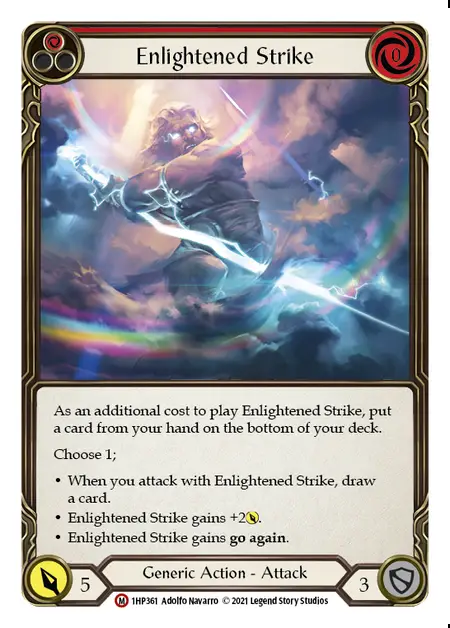 Enlightened Strike
0
As an additional cost to play Enlightened Strike, put
a card from your hand on the bottom of your deck.
Choose 1;
• When you attack with Enlightened Strike, draw
a card.
• Enlightened Strike gains +2.
• Enlightened Strike gains go again.
5
Generic Action - Attack
3
M 1HP361 Adolfo Navarro © 2021 Legend Story Studios